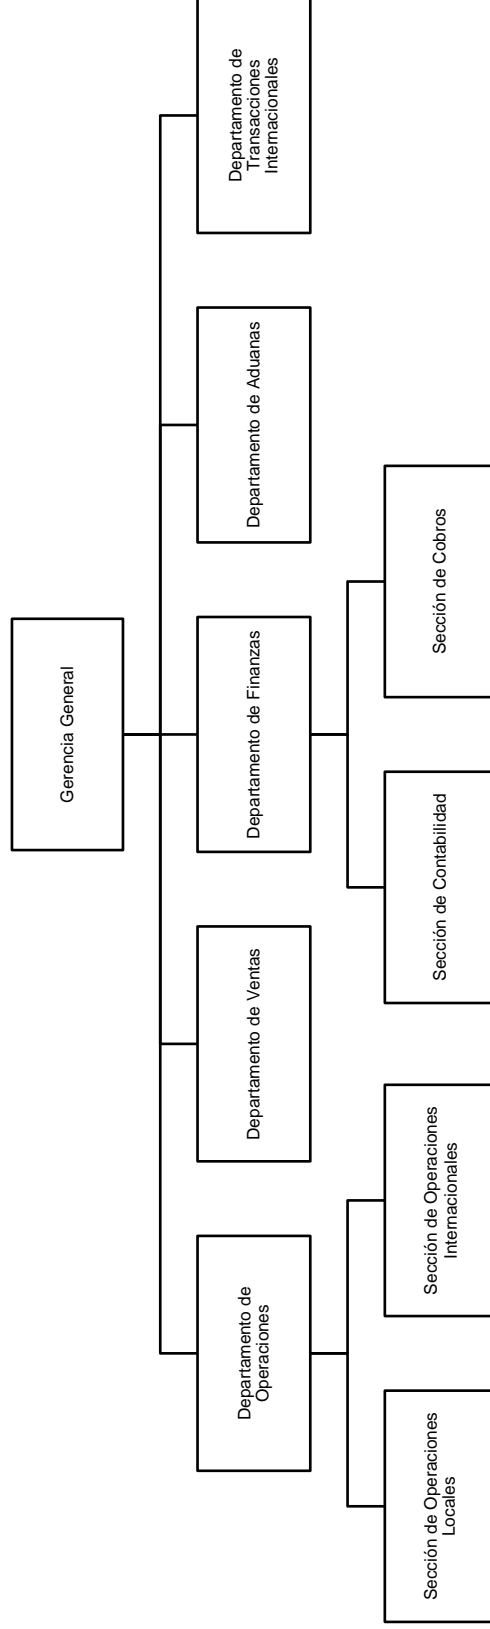 Gerencia General
Departamento de
Operaciones
Departamento de Ventas
Departamento de Finanzas
Departamento de Aduanas
Departamento de
Transacciones
Internacionales
Sección de Operaciones
Locales
Sección de Operaciones
Internacionales
Sección de Contabilidad
Sección de Cobros